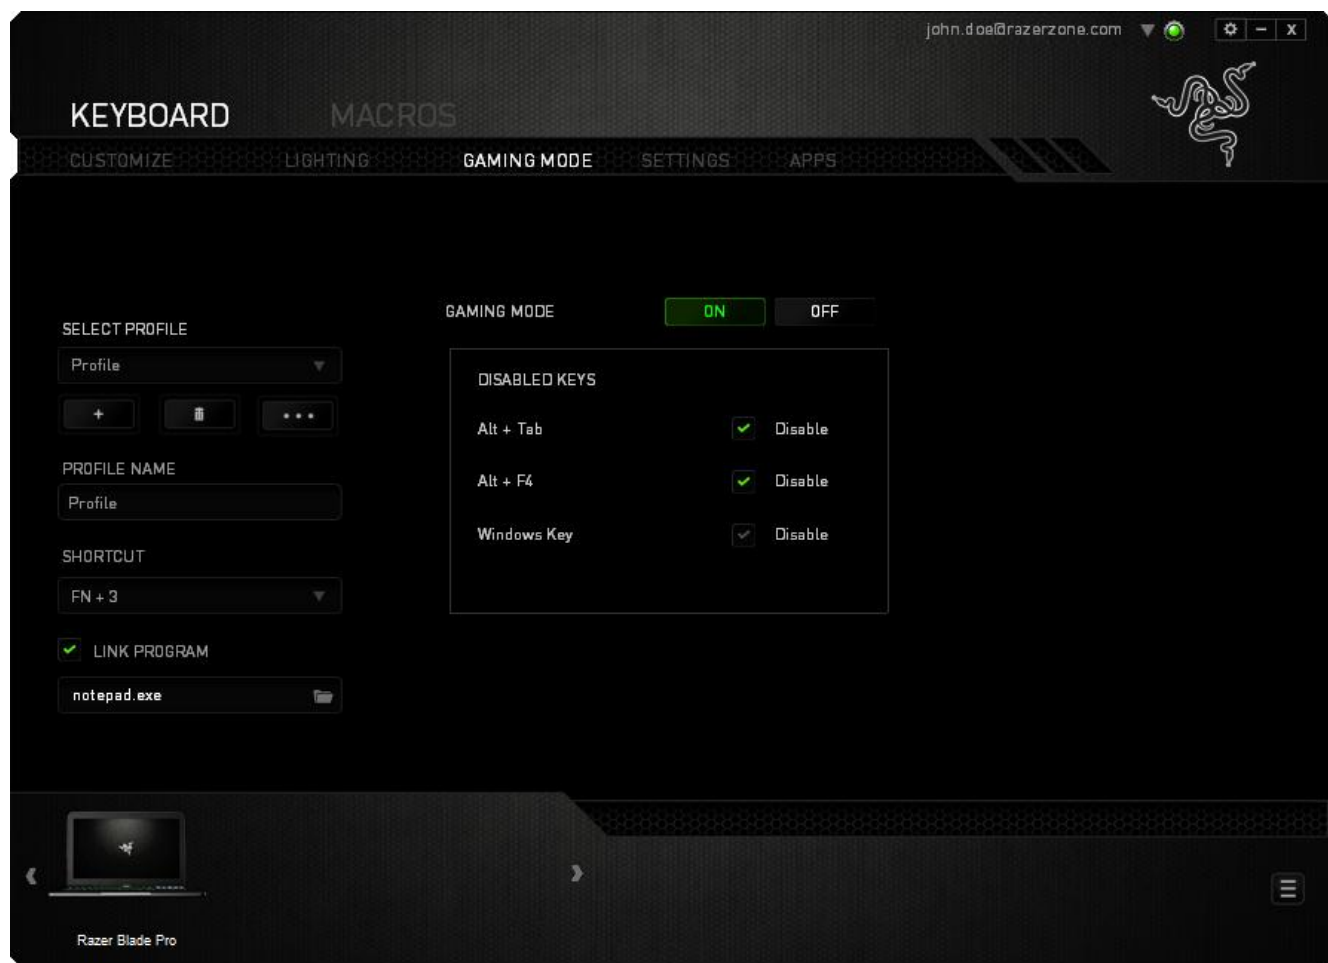 john.doe@razerzone.com
KEYBOARD MACROS
CUSTOMIZE LIGHTING GAMING MODE SETTINGS APPS
SELECT PROFILE
Profile
PROFILE NAME
Profile
SHORTCUT
FN + 3
LINK PROGRAM
notepad.exe
GAMING MODE ON OFF
DISABLED KEYS
Alt + Tab Disable
Alt + F4 Disable
Windows Key Disable
Razer Blade Pro